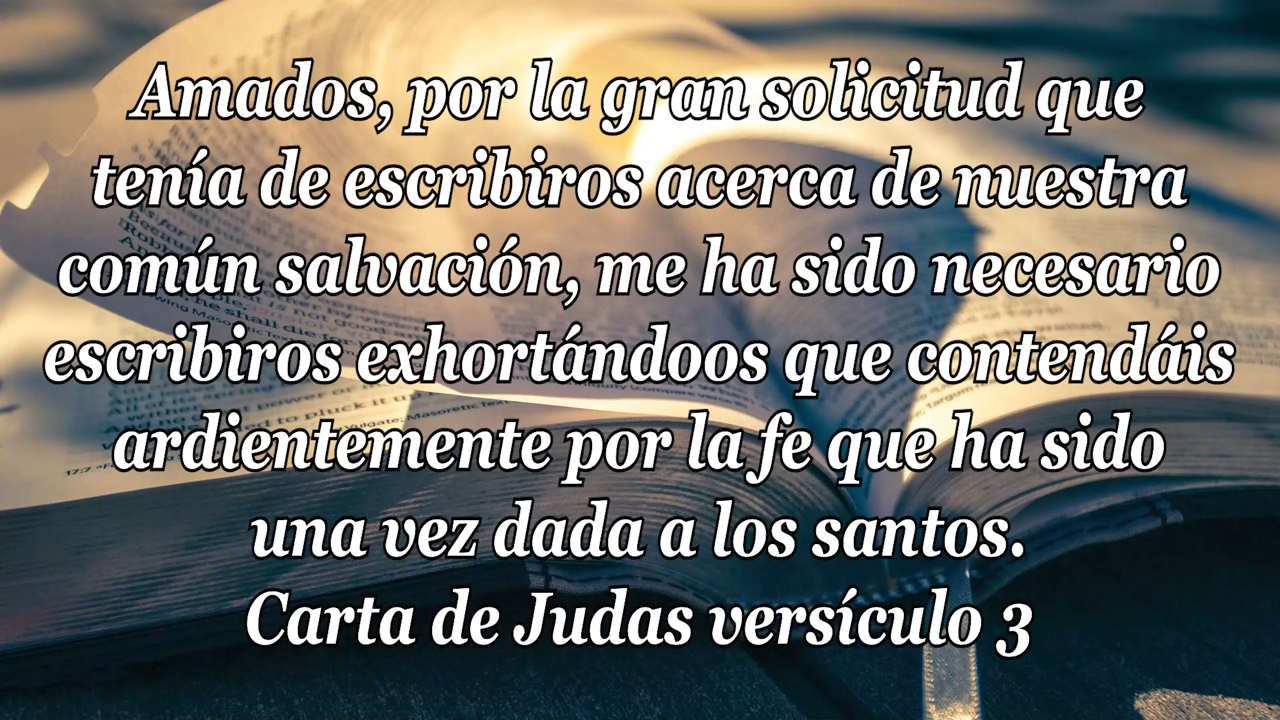 Amados, por la gran solicitud que
tenía de escribiros acerca de nuestra
común salvación, me ha sido necesario
escribiros exhortándoos que contendáis
ardientemente por la fe que ha sido
una vez dada a los santos.
Carta de Judas versículo 3